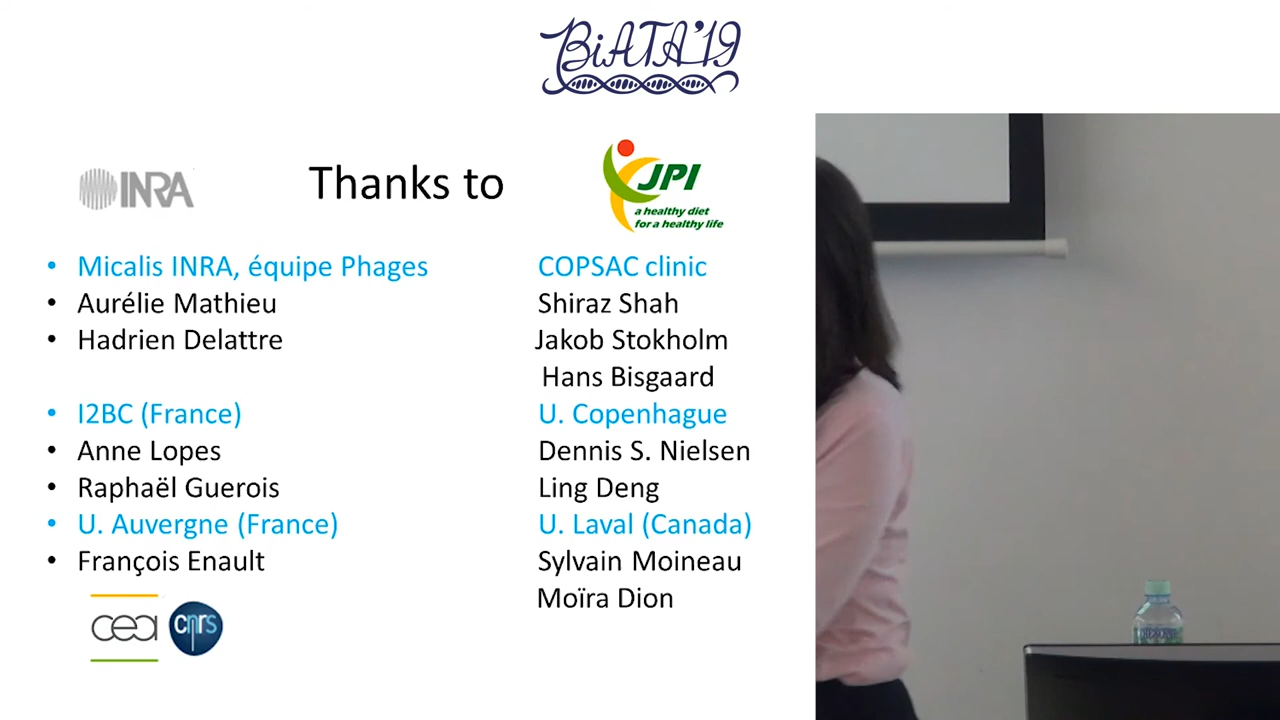 BiATA'19
INRA
Thanks to
JPI
a healthy diet
for a healthy life
• Micalis INRA, équipe Phages
• Aurélie Mathieu
• Hadrien Delattre
• I2BC (France)
• Anne Lopes
• Raphaël Guerois
• U. Auvergne (France)
• François Enault
COPSAC clinic
Shiraz Shah
Jakob Stokholm
Hans Bisgaard
U. Copenhague
Dennis S. Nielsen
Ling Deng
U. Laval (Canada)
Sylvain Moineau
Moïra Dion
cea
cnrs